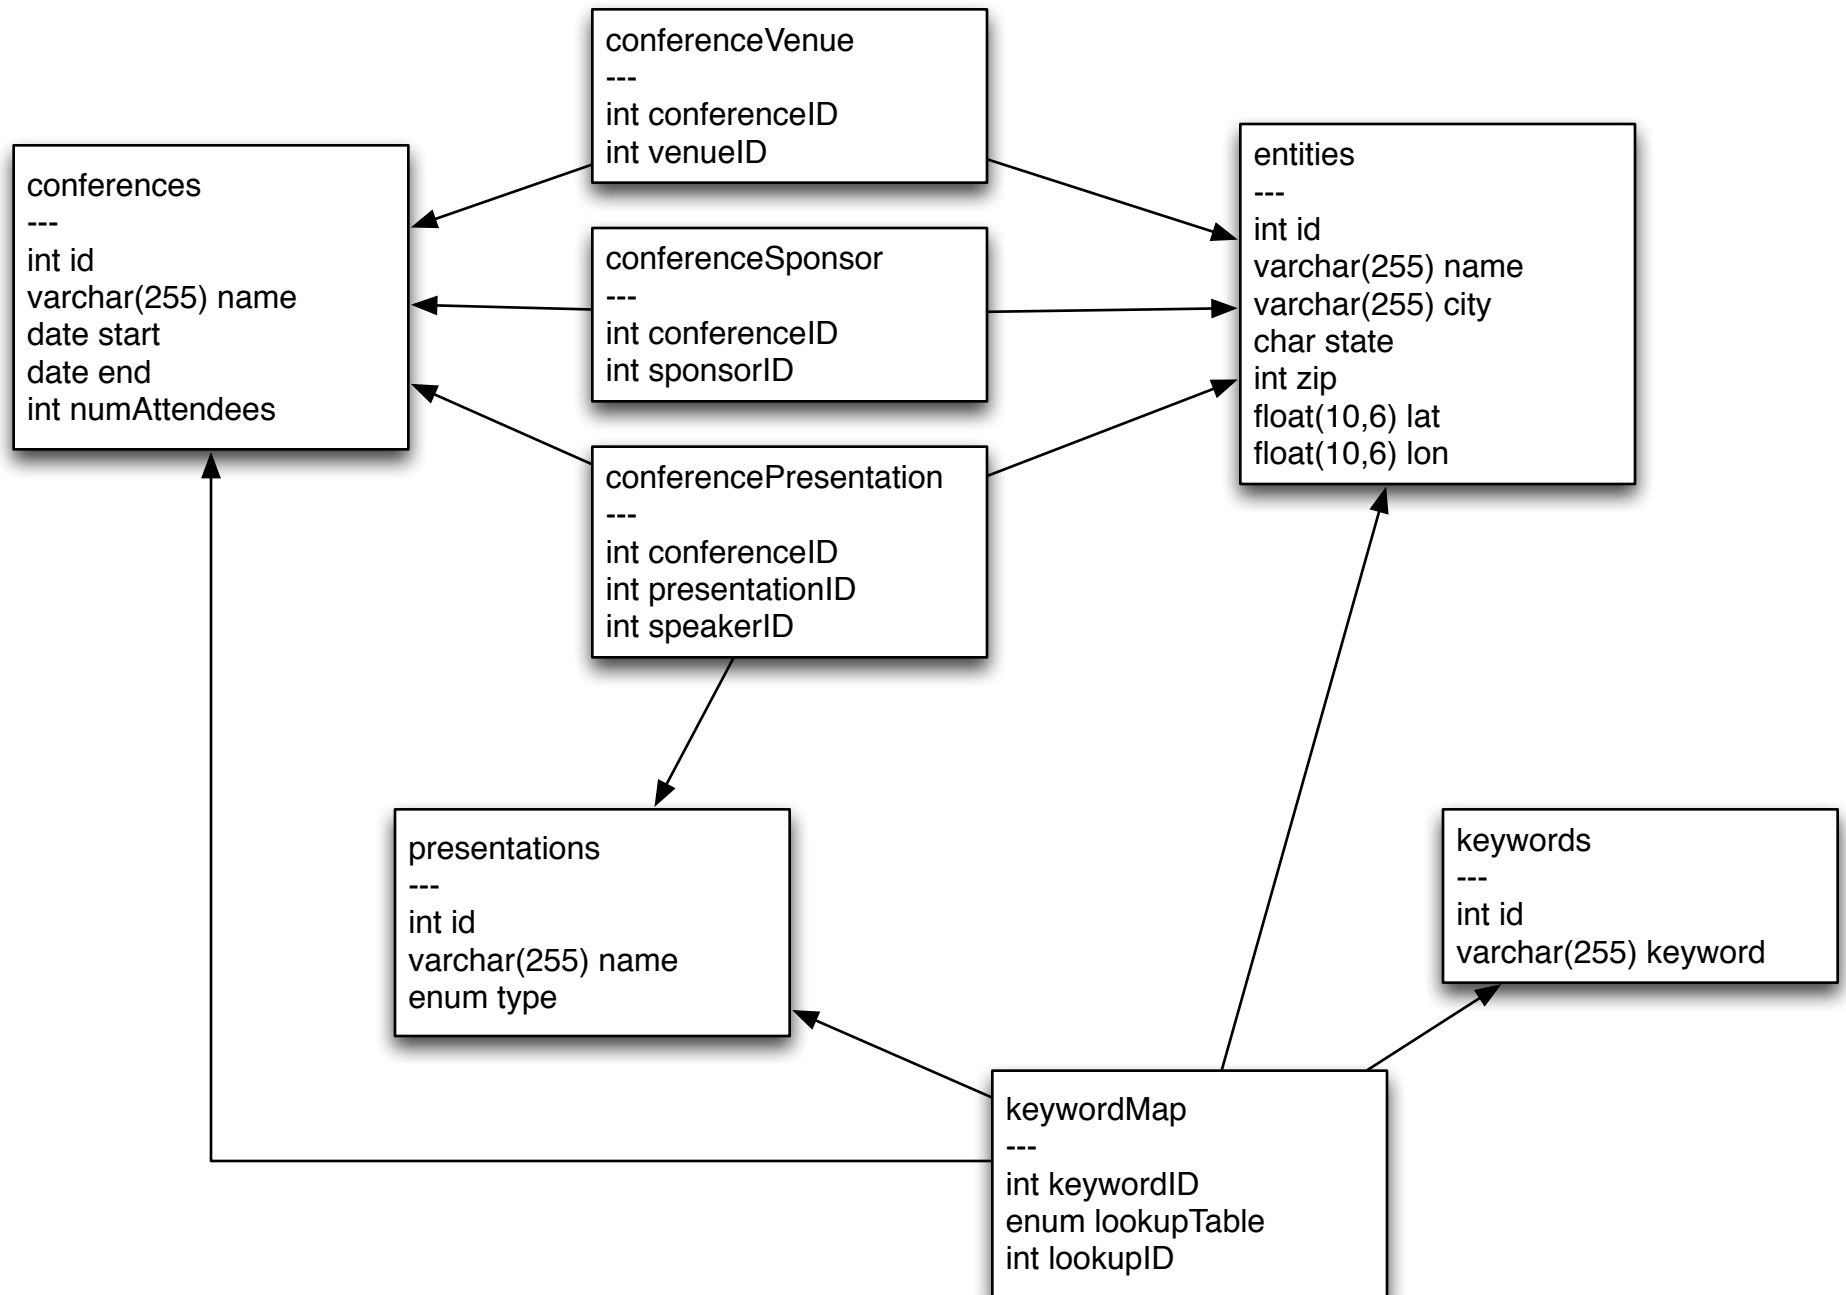 conferenceVenue
---
int conferenceID
int venueID
conferences
---
int id
varchar(255) name
date start
date end
int numAttendees
entities
---
int id
varchar(255) name
varchar(255) city
char state
int zip
float(10,6) lat
float(10,6) lon
conferenceSponsor
---
int conferenceID
int sponsorID
conferencePresentation
---
int conferenceID
int presentationID
int speakerID
presentations
---
int id
varchar(255) name
enum type
keywords
---
int id
varchar(255) keyword
keywordMap
---
int keywordID
enum lookupTable
int lookupID